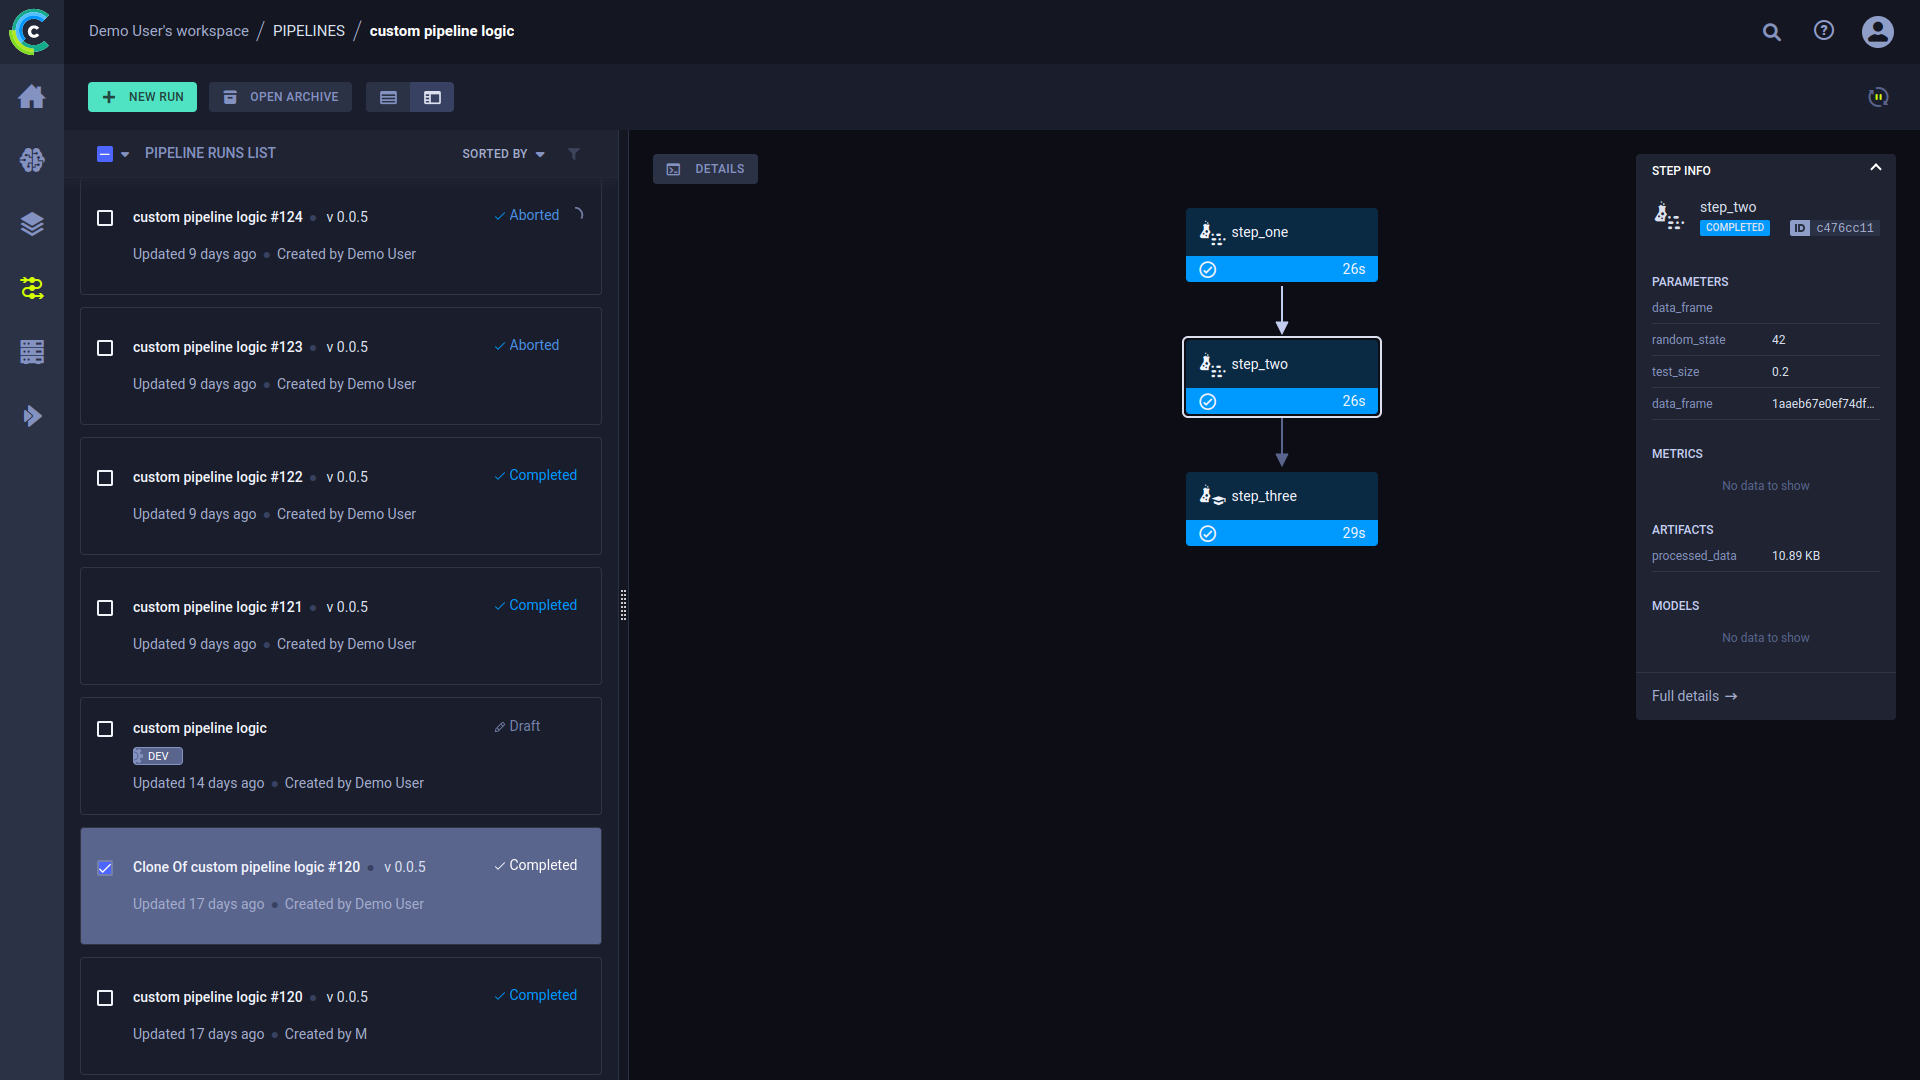 Demo User's workspace / PIPELINES / custom pipeline logic
NEW RUN
OPEN ARCHIVE
PIPELINE RUNS LIST
SORTED BY
custom pipeline logic #124 v 0.0.5 Aborted
Updated 9 days ago Created by Demo User
custom pipeline logic #123 v 0.0.5 Aborted
Updated 9 days ago Created by Demo User
custom pipeline logic #122 v 0.0.5 Completed
Updated 9 days ago Created by Demo User
custom pipeline logic #121 v 0.0.5 Completed
Updated 9 days ago Created by Demo User
custom pipeline logic Draft
DEV
Updated 14 days ago Created by Demo User
Clone Of custom pipeline logic #120 v 0.0.5 Completed
Updated 17 days ago Created by Demo User
custom pipeline logic #120 v 0.0.5 Completed
Updated 17 days ago Created by M
DETAILS
step_one
26s
step_two
26s
step_three
29s
STEP INFO
step_two
COMPLETED ID c476cc11
PARAMETERS
data_frame
random_state 42
test_size 0.2
data_frame 1aaeb67e0ef74df...
METRICS
No data to show
ARTIFACTS
processed_data 10.89 KB
MODELS
No data to show
Full details →